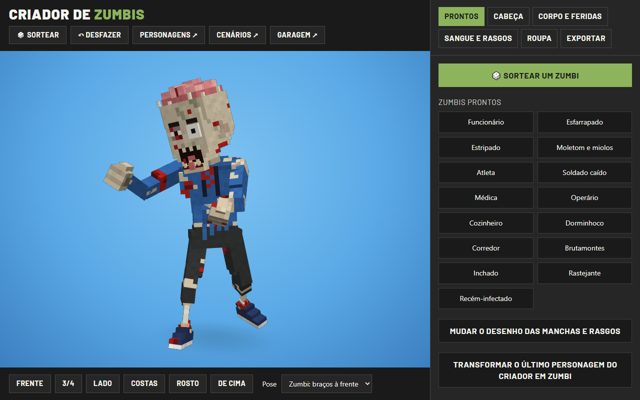 CRIADOR DE ZUMBIS
SORTEAR
DESFAZER
PERSONAGENS ↗
CENÁRIOS ↗
GARAGEM ↗
PRONTOS
CABEÇA
CORPO E FERIDAS
SANGUE E RASGOS
ROUPA
EXPORTAR
SORTEAR UM ZUMBI
ZUMBIS PRONTOS
Funcionário
Esfarrapado
Estripado
Moletom e miolos
Atleta
Soldado caído
Médica
Operário
Cozinheiro
Dorminhoco
Corredor
Brutamontes
Inchado
Rastejante
Recém-infectado
MUDAR O DESENHO DAS MANCHAS E RASGOS
TRANSFORMAR O ÚLTIMO PERSONAGEM DO
CRIADOR EM ZUMBI
FRENTE
3/4
LADO
COSTAS
ROSTO
DE CIMA
Pose
Zumbi: braços à frente